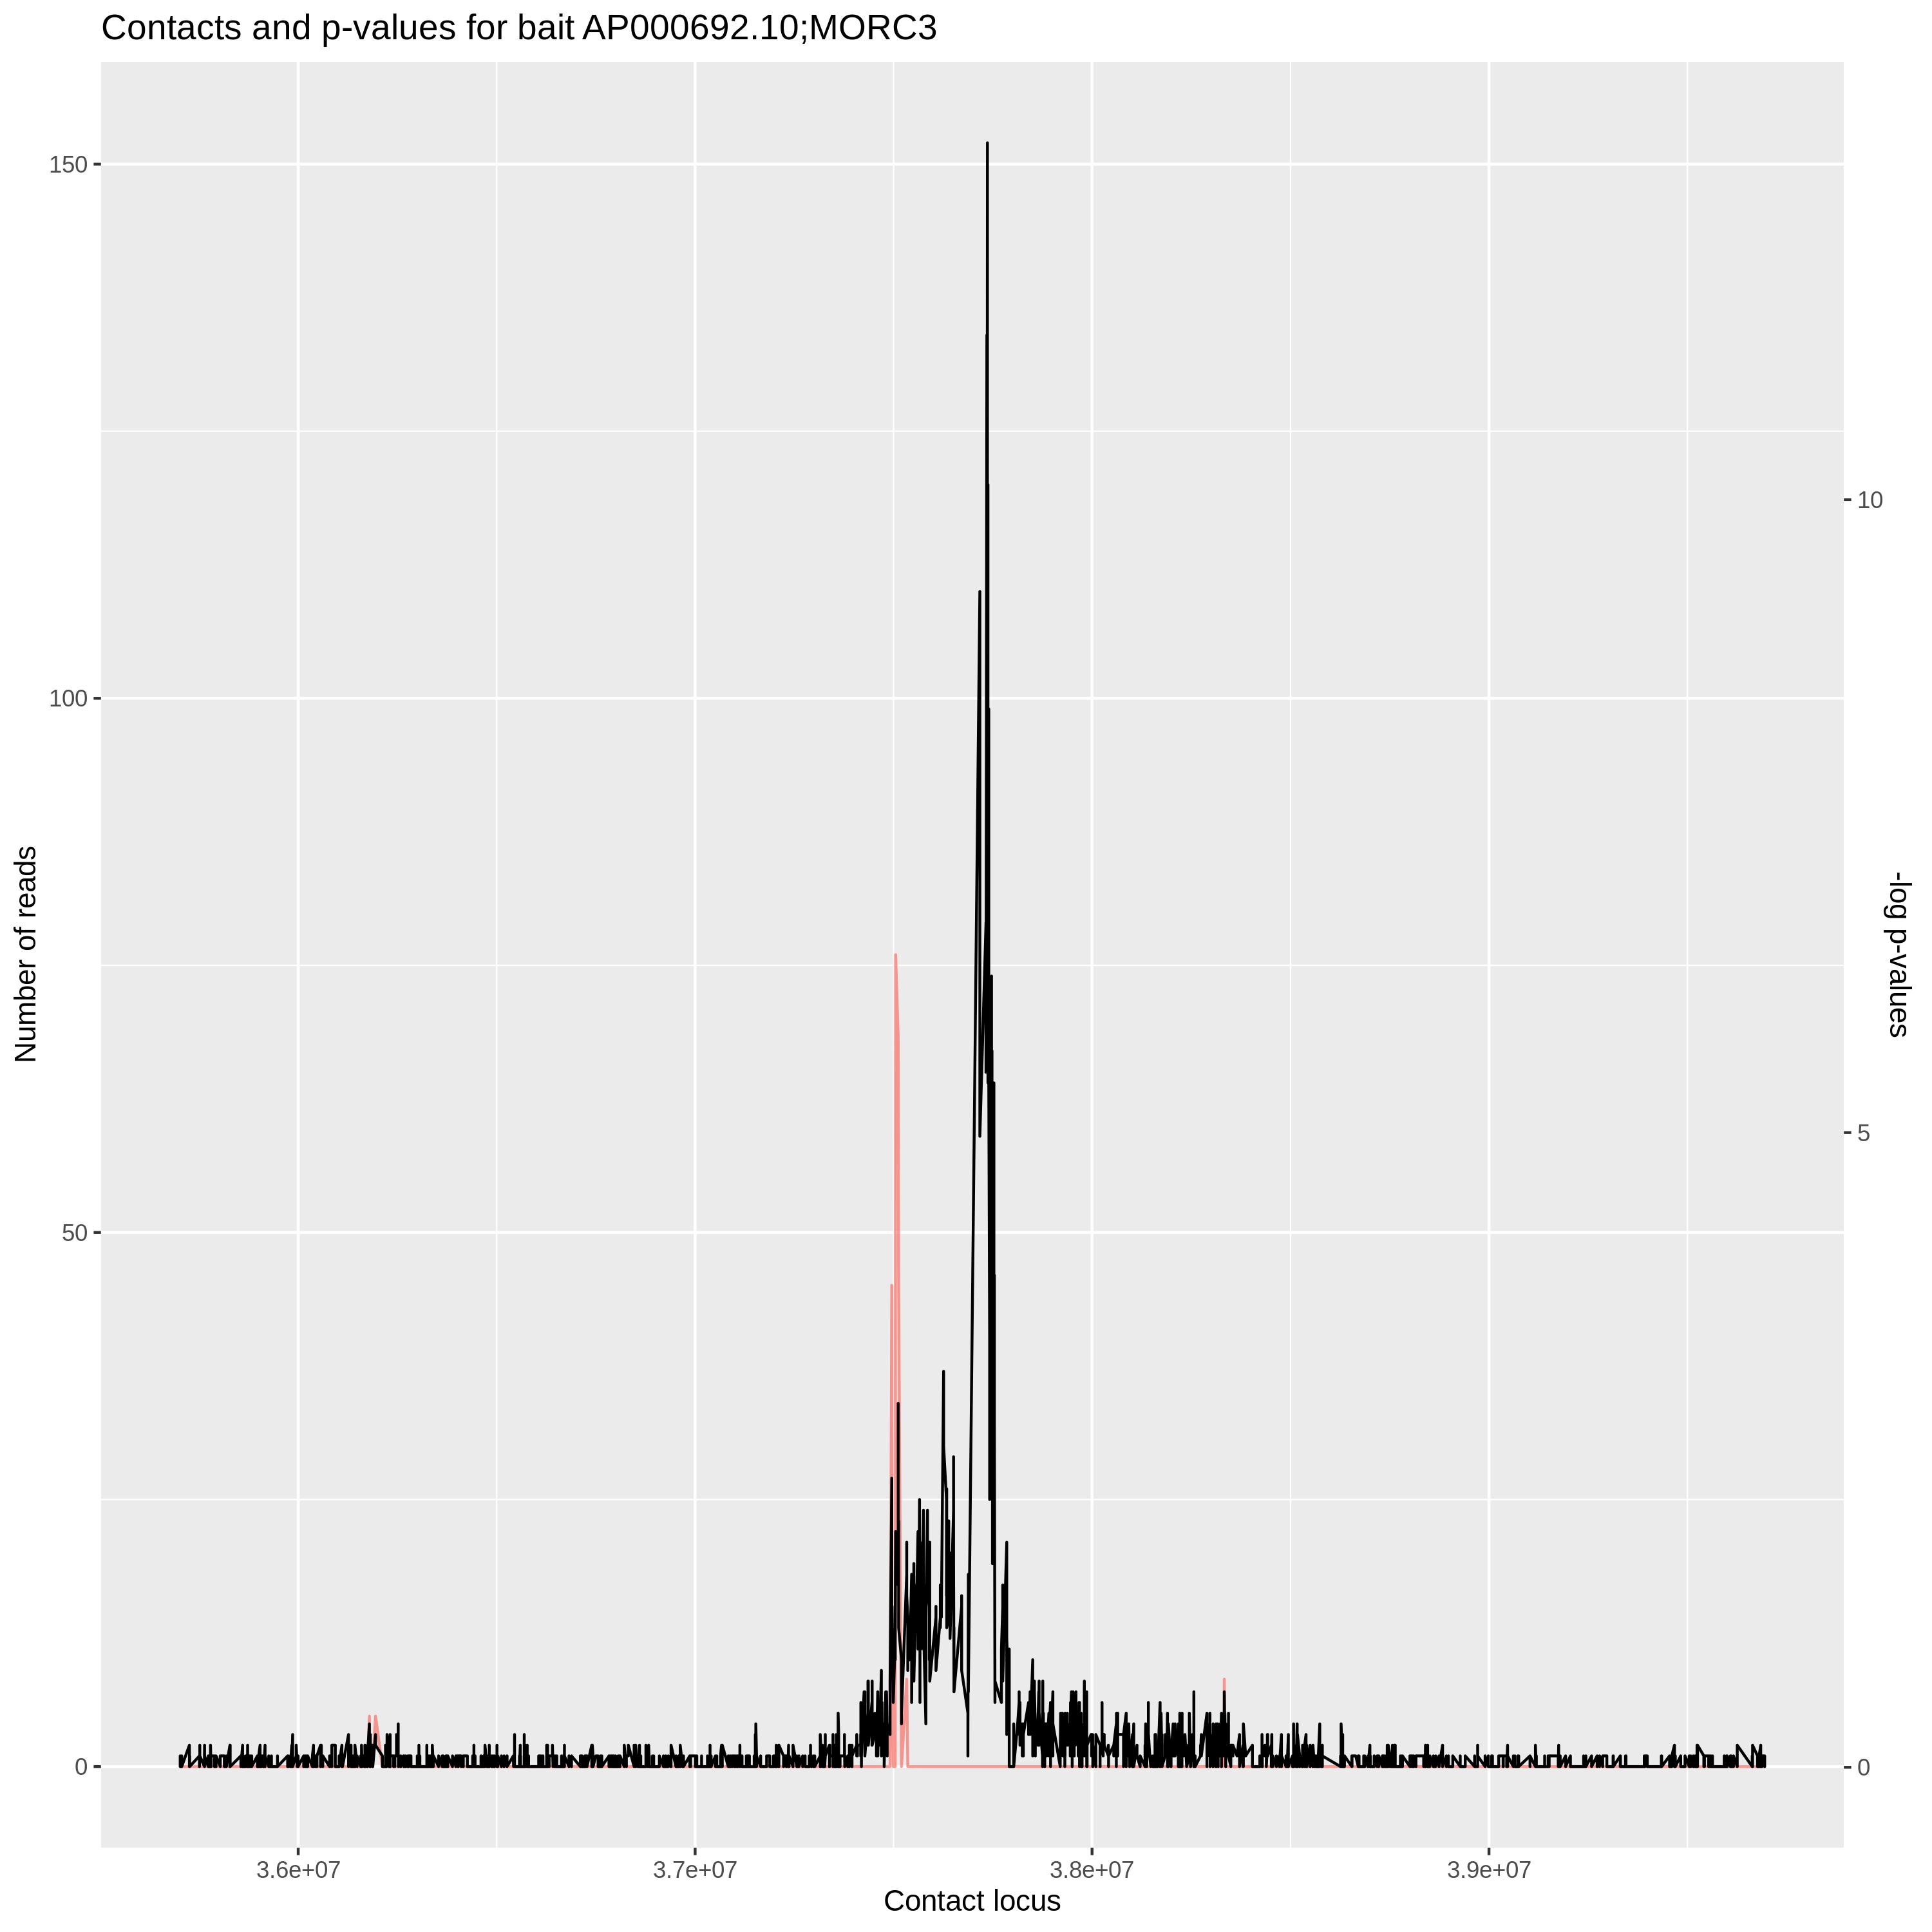 Contacts and p-values for bait AP000692.10;MORC3
150
100
50
0
Number of reads
10
5
0
-log p-values
3.6e+07 3.7e+07 3.8e+07 3.9e+07
Contact locus